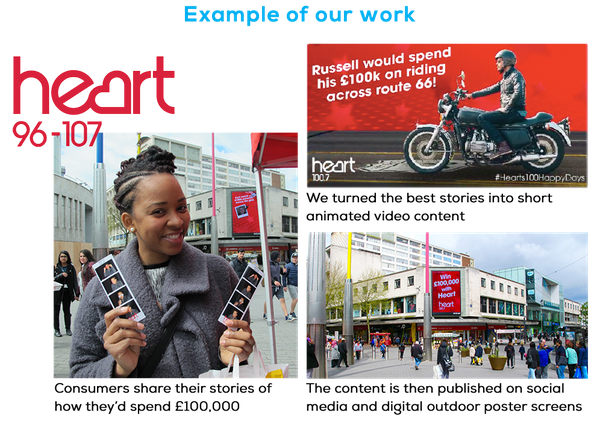 Example of our work
heart
96-107
Russell would spend
his £100k on riding
across route 66!
heart
100.7
#Hearts100HappyDays
We turned the best stories into short
animated video content
Win
£100,000
with
Heart
heart
Consumers share their stories of
how they'd spend £100,000
The content is then published on social
media and digital outdoor poster screens